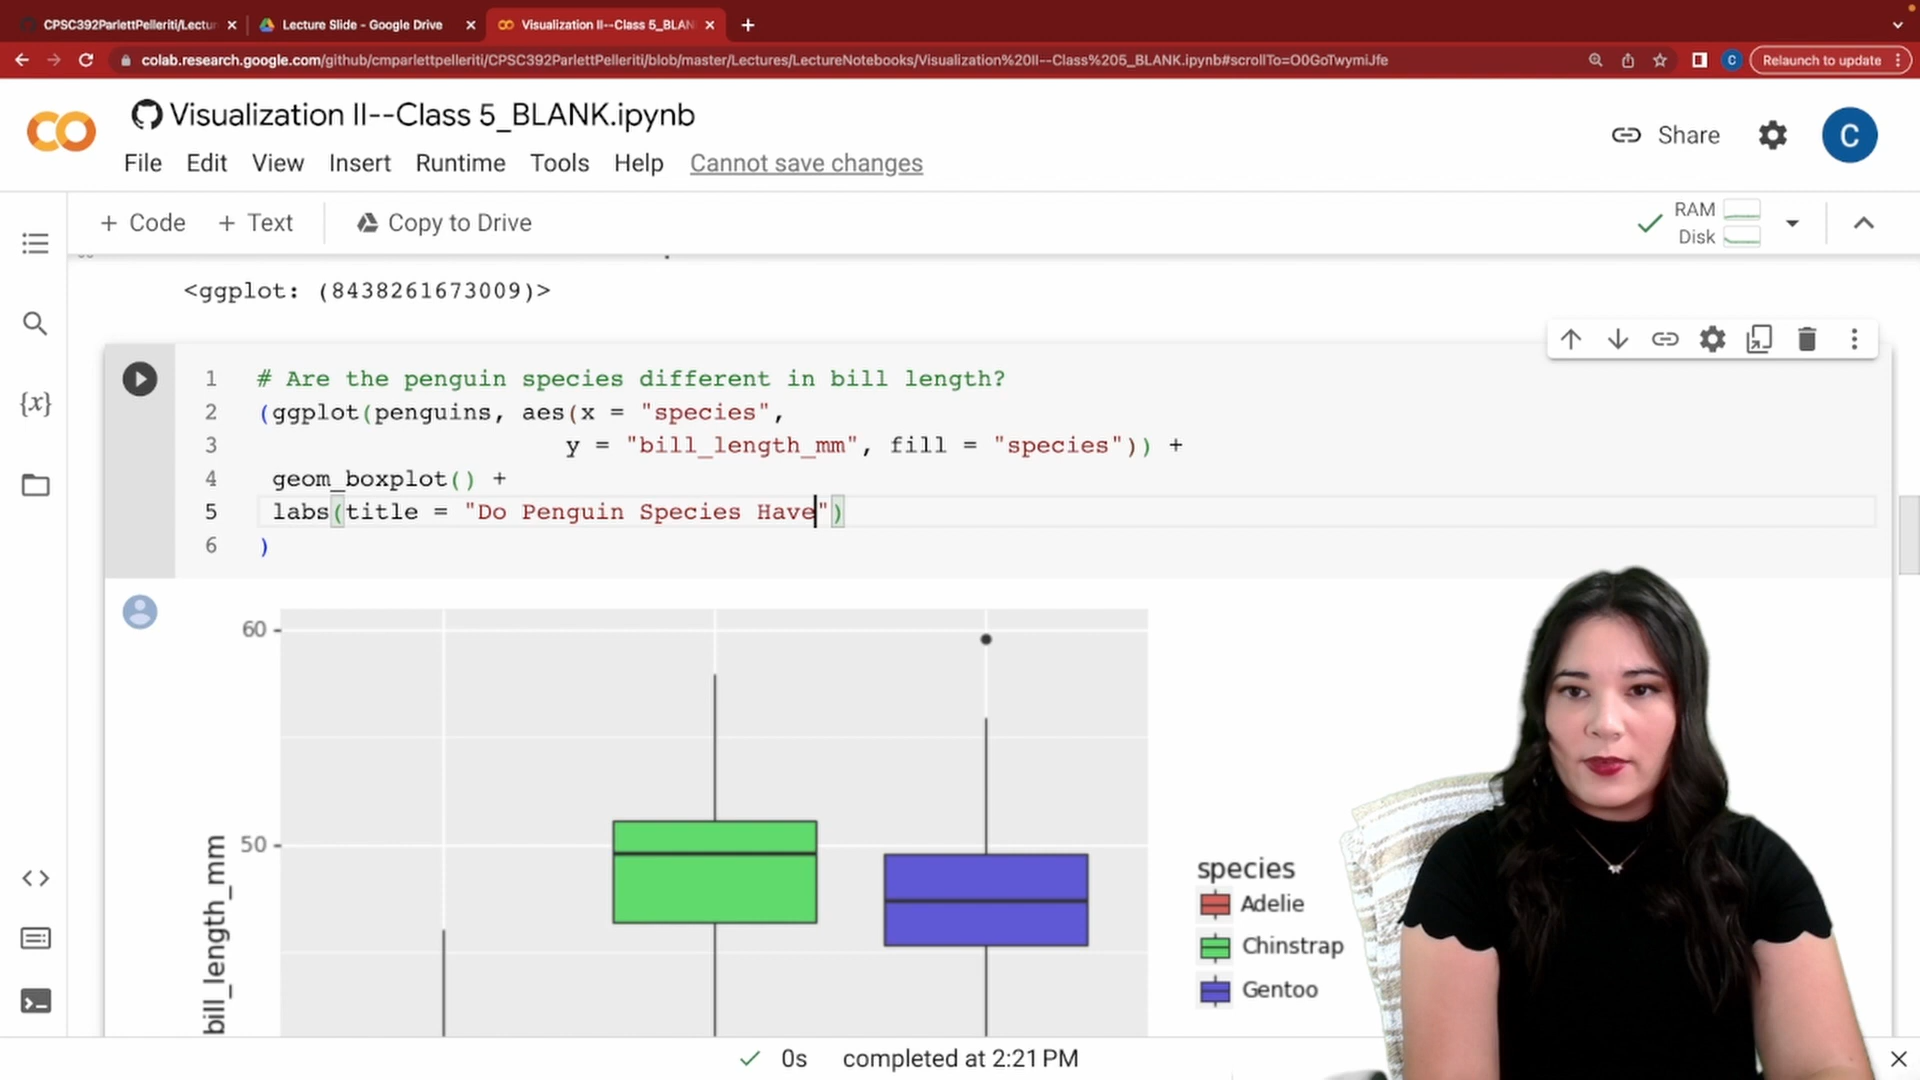 CPSC392ParlettPelleriti/Lectur
Lecture Slide - Google Drive
Visualization II--Class 5_BLAN
colab.research.google.com/github/cmparlettpelleriti/CPSC392ParlettPelleriti/blob/master/Lectures/LectureNotebooks/Visualization%20II--Class%205_BLANK.ipynb#scrollTo=O0GoTwymiJfe
C
Relaunch to update
CO
Visualization II--Class 5_BLANK.ipynb
File Edit View Insert Runtime Tools Help Cannot save changes
Share
C
+ Code + Text Copy to Drive
RAM
Disk
<ggplot: (8438261673009)>
1 # Are the penguin species different in bill length?
2 (ggplot(penguins, aes(x = "species",
3 y = "bill_length_mm", fill = "species")) +
4 geom_boxplot() +
5 labs(title = "Do Penguin Species Have")
6 )
{x}
60
50
bill_length_mm
species
Adelie
Chinstrap
Gentoo
0s completed at 2:21 PM